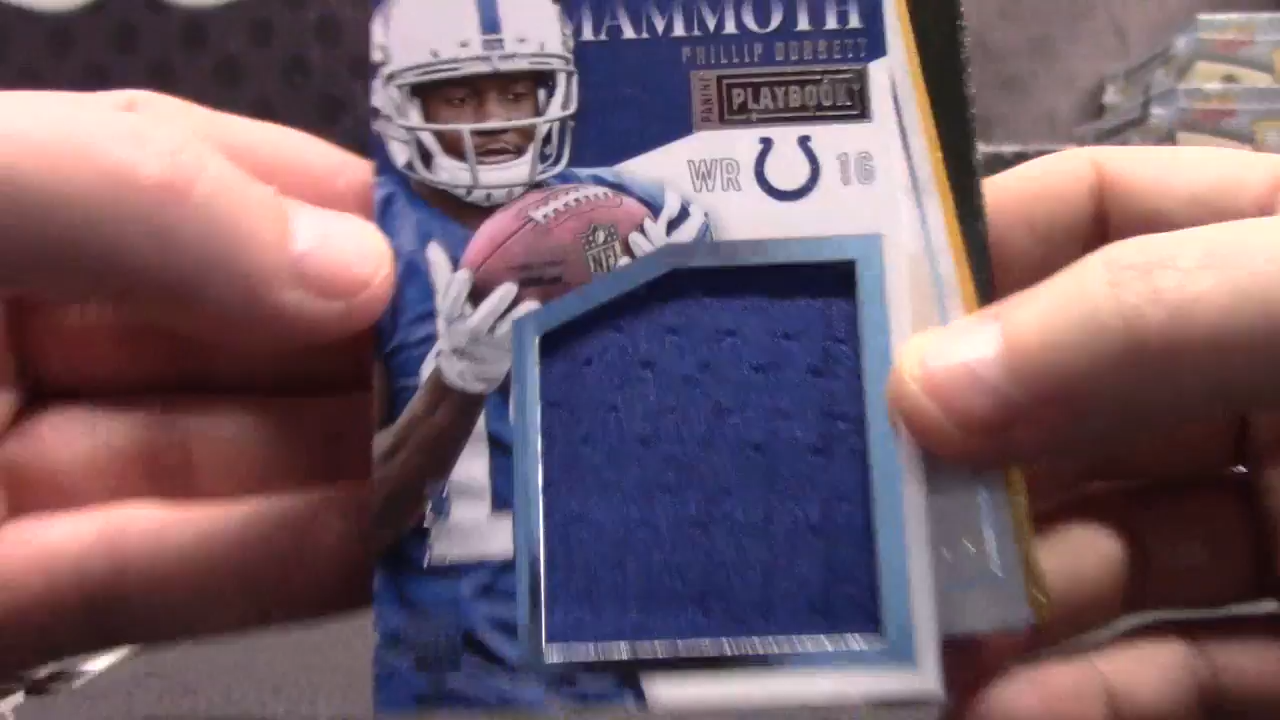 MAMMOTH
PHILLIP DORSETT
PANINI PLAYBOOK
WR 16
NFL